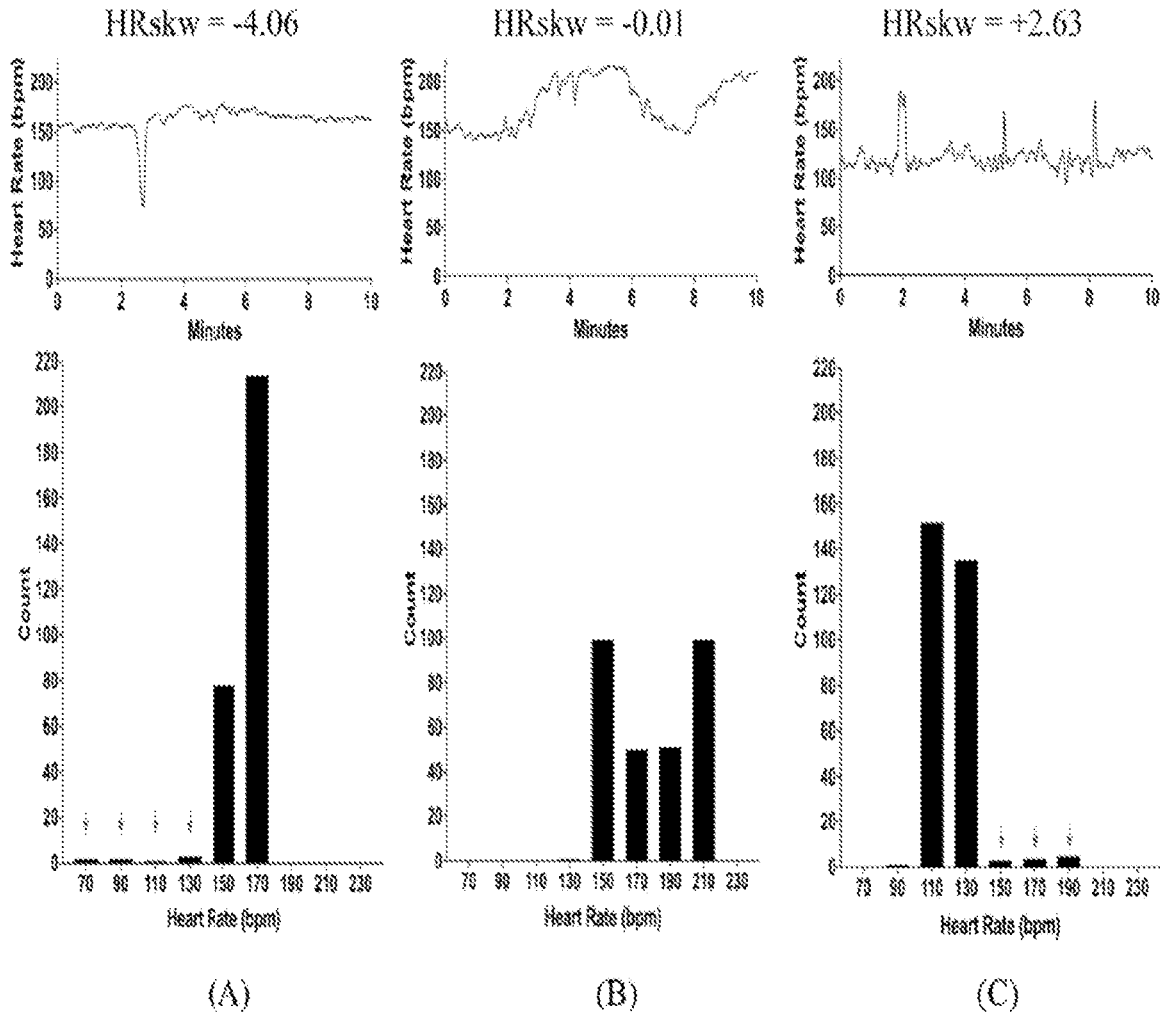 HRskw = -4.06
HRskw = -0.01
HRskw = +2.63
Heart Rate (bpm)
200
150
100
50
0
0 2 4 6 8 10
Minutes
Heart Rate (bpm)
200
150
100
50
0
0 2 4 6 8 10
Minutes
Heart Rate (bpm)
200
150
100
50
0
0 2 4 6 8 10
Minutes
Count
220
200
180
160
140
120
100
80
60
40
20
0
70 90 110 130 150 170 190 210 230
Heart Rate (bpm)
Count
220
200
180
160
140
120
100
80
60
40
20
0
70 90 110 130 150 170 190 210 230
Heart Rate (bpm)
Count
220
200
180
160
140
120
100
80
60
40
20
0
70 90 110 130 150 170 190 210 230
Heart Rate (bpm)
(A)
(B)
(C)